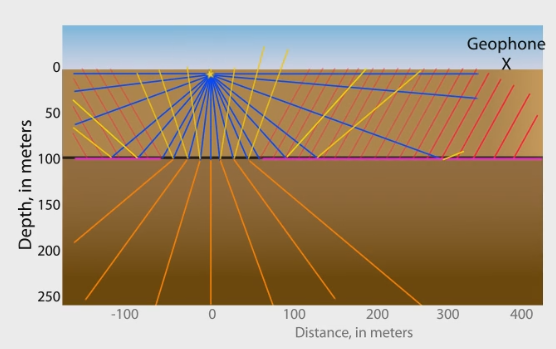 Geophone
X
0
50
100
150
200
250
Depth, in meters
-100 0 100 200 300 400
Distance, in meters